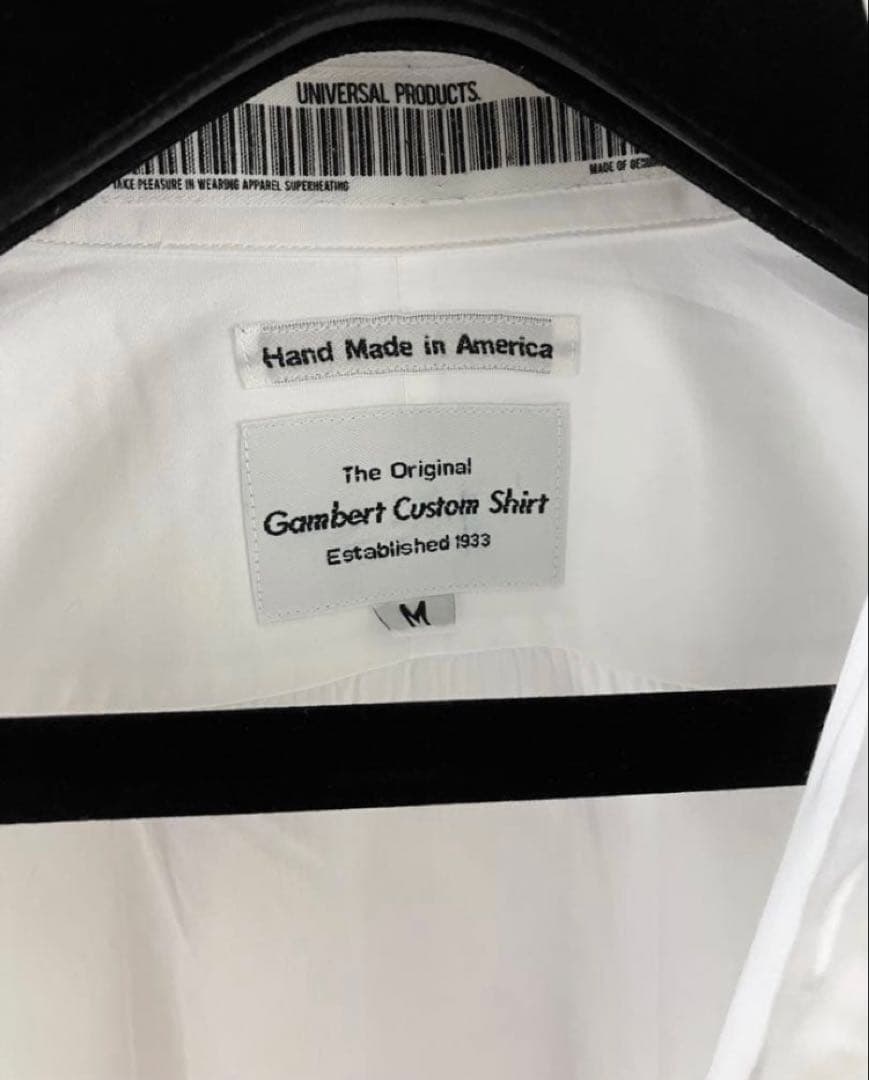 UNIVERSAL PRODUCTS.
TAKE PLEASURE IN WEARING APPAREL SUPERHEATING
MADE OF
Hand Made in America
The Original
Gambert Custom Shirt
Established 1933
M